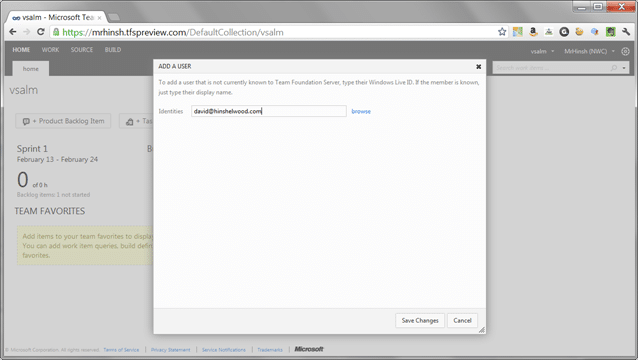 vsalm - Microsoft Tea
https://mrhinsh.tfspreview.com/DefaultCollection/vsalm
HOME WORK SOURCE BUILD vsalm MrHinsh (NWC)
home
vsalm
+ Product Backlog Item + Tas
Sprint 1 B
February 13 - February 24
0 of 0 h
Backlog items: 1 not started
TEAM FAVORITES
Add items to your team favorites to display
You can add work item queries, build defin
ADD A USER
To add a user that is not currently known to Team Foundation Server, type their Windows Live ID. If the member is known,
just type their display name.
Identities david@hinshelwood.com browse
Save Changes Cancel
© Microsoft Corporation. All rights reserved. Terms of Service | Privacy Statement | Service Notifications | Trademarks | Microsoft